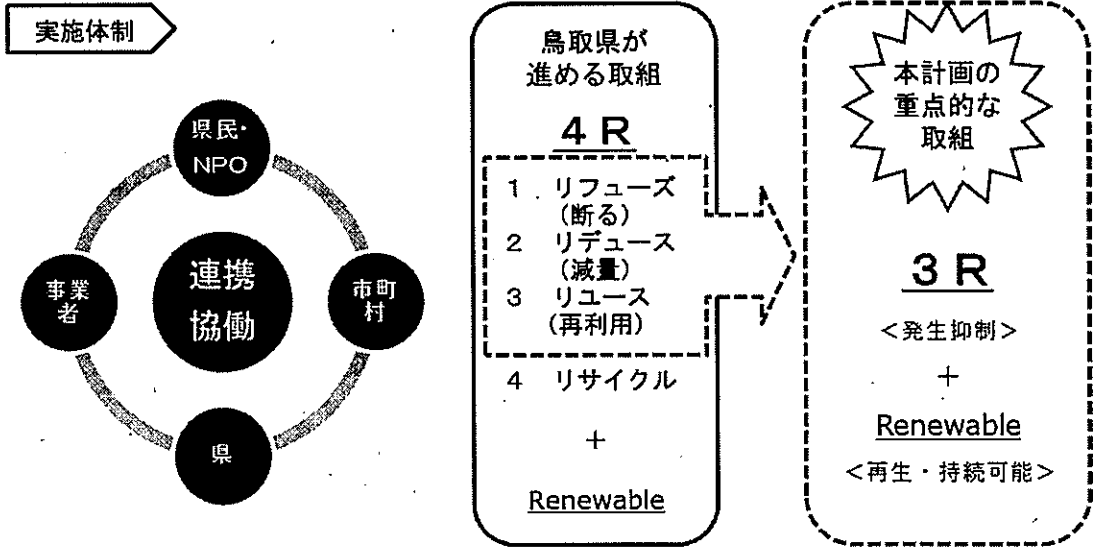 実施体制
県民・
NPO
事業
者
連携
協働
市町
村
県
鳥取県が
進める取組
4R
1 リフューズ
(断る)
2 リデュース
(減量)
3 リユース
(再利用)
4 リサイクル
+
Renewable
本計画の
重点的な
取組
3R
<発生抑制>
+
Renewable
<再生・持続可能>